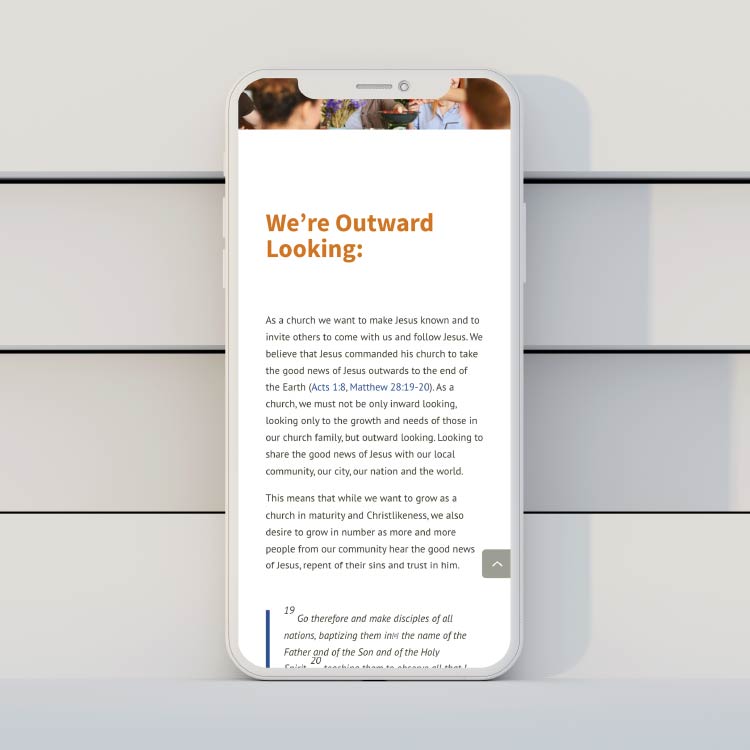 We're Outward
Looking:
As a church we want to make Jesus known and to
invite others to come with us and follow Jesus. We
believe that Jesus commanded his church to take
the good news of Jesus outwards to the end of
the Earth (Acts 1:8, Matthew 28:19-20). As a
church, we must not be only inward looking,
looking only to the growth and needs of those in
our church family, but outward looking. Looking to
share the good news of Jesus with our local
community, our city, our nation and the world.
This means that while we want to grow as a
church in maturity and Christlikeness, we also
desire to grow in number as more and more
people from our community hear the good news
of Jesus, repent of their sins and trust in him.
19 Go therefore and make disciples of all
nations, baptizing them in[a] the name of the
Father and of the Son and of the Holy
Spirit, 20 teaching them to observe all that I